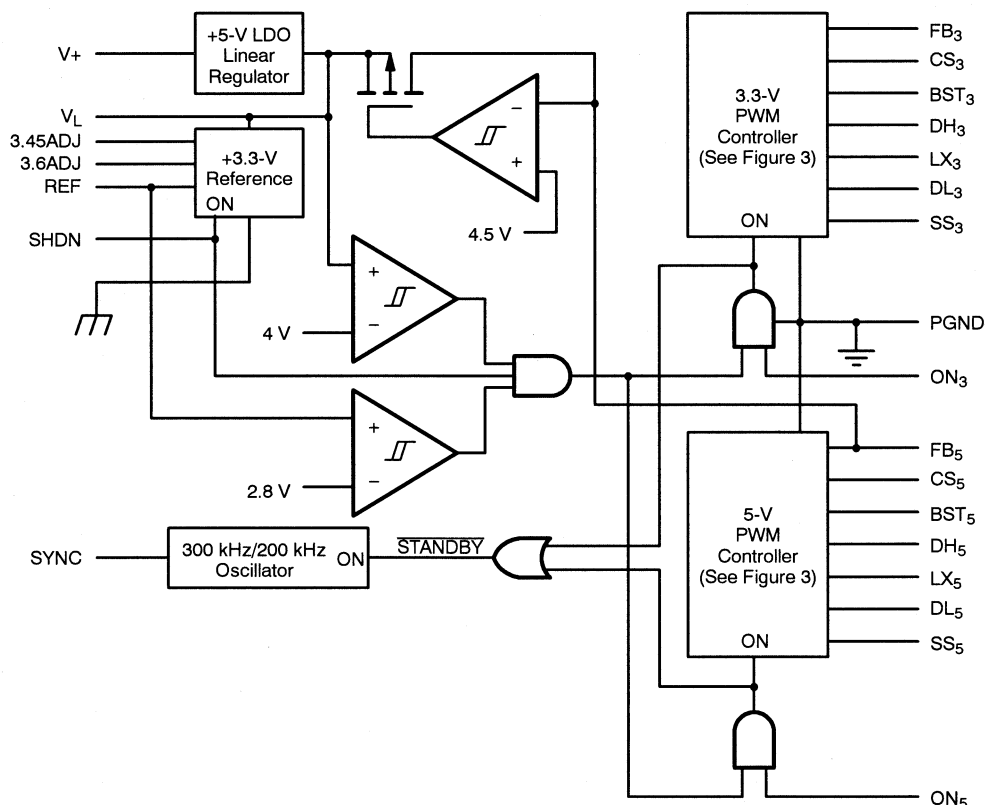 V+
+5-V LDO
Linear
Regulator
VL
3.45ADJ
3.6ADJ
REF
+3.3-V
Reference
ON
SHDN
−
+
4.5 V
+
−
4 V
+
−
2.8 V
SYNC
300 kHz/200 kHz
Oscillator
ON
STANDBY
3.3-V
PWM
Controller
(See Figure 3)
ON
FB3
CS3
BST3
DH3
LX3
DL3
SS3
PGND
ON3
5-V
PWM
Controller
(See Figure 3)
ON
FB5
CS5
BST5
DH5
LX5
DL5
SS5
ON5